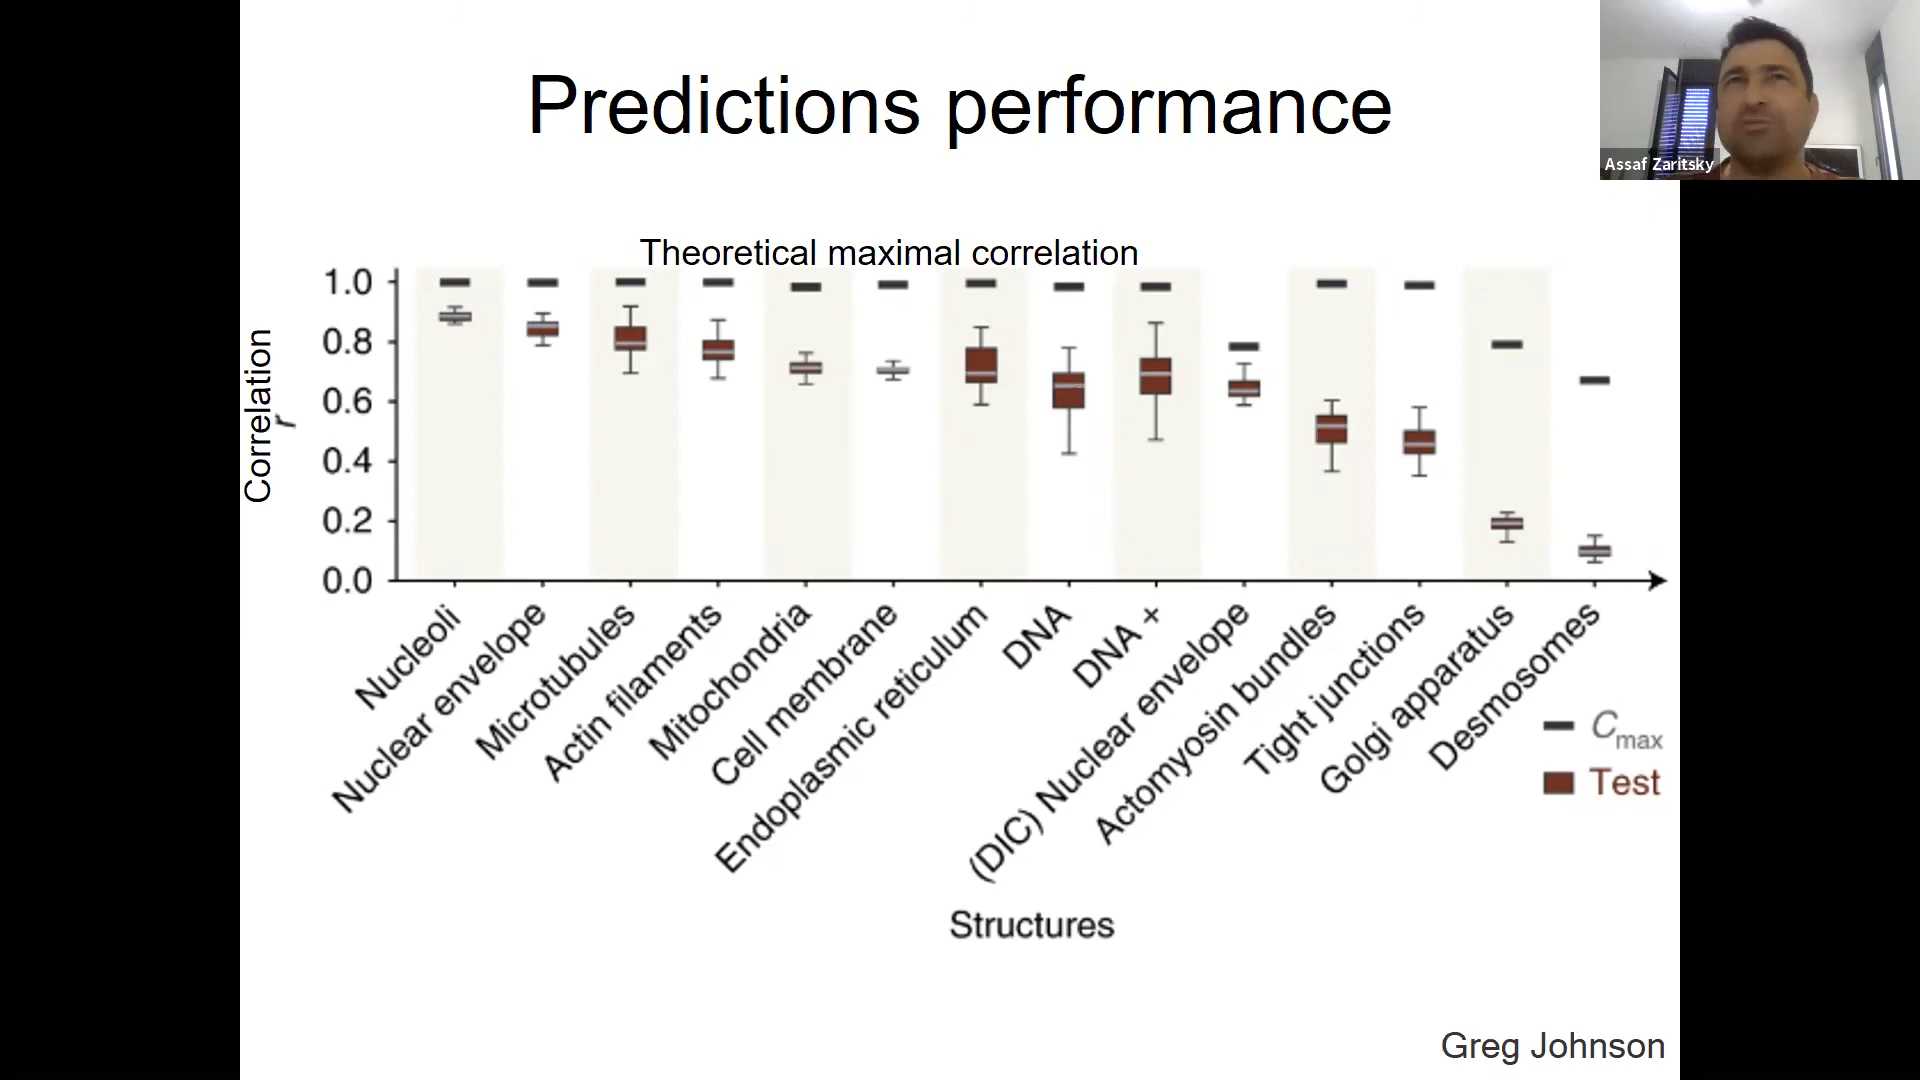 Predictions performance
Assaf Zaritsky
Theoretical maximal correlation
Correlation
r
1.0
0.8
0.6
0.4
0.2
0.0
Nucleoli
Nuclear envelope
Microtubules
Actin filaments
Mitochondria
Cell membrane
Endoplasmic reticulum
DNA
DNA +
(DIC) Nuclear envelope
Actomyosin bundles
Tight junctions
Golgi apparatus
Desmosomes
Cmax
Test
Structures
Greg Johnson